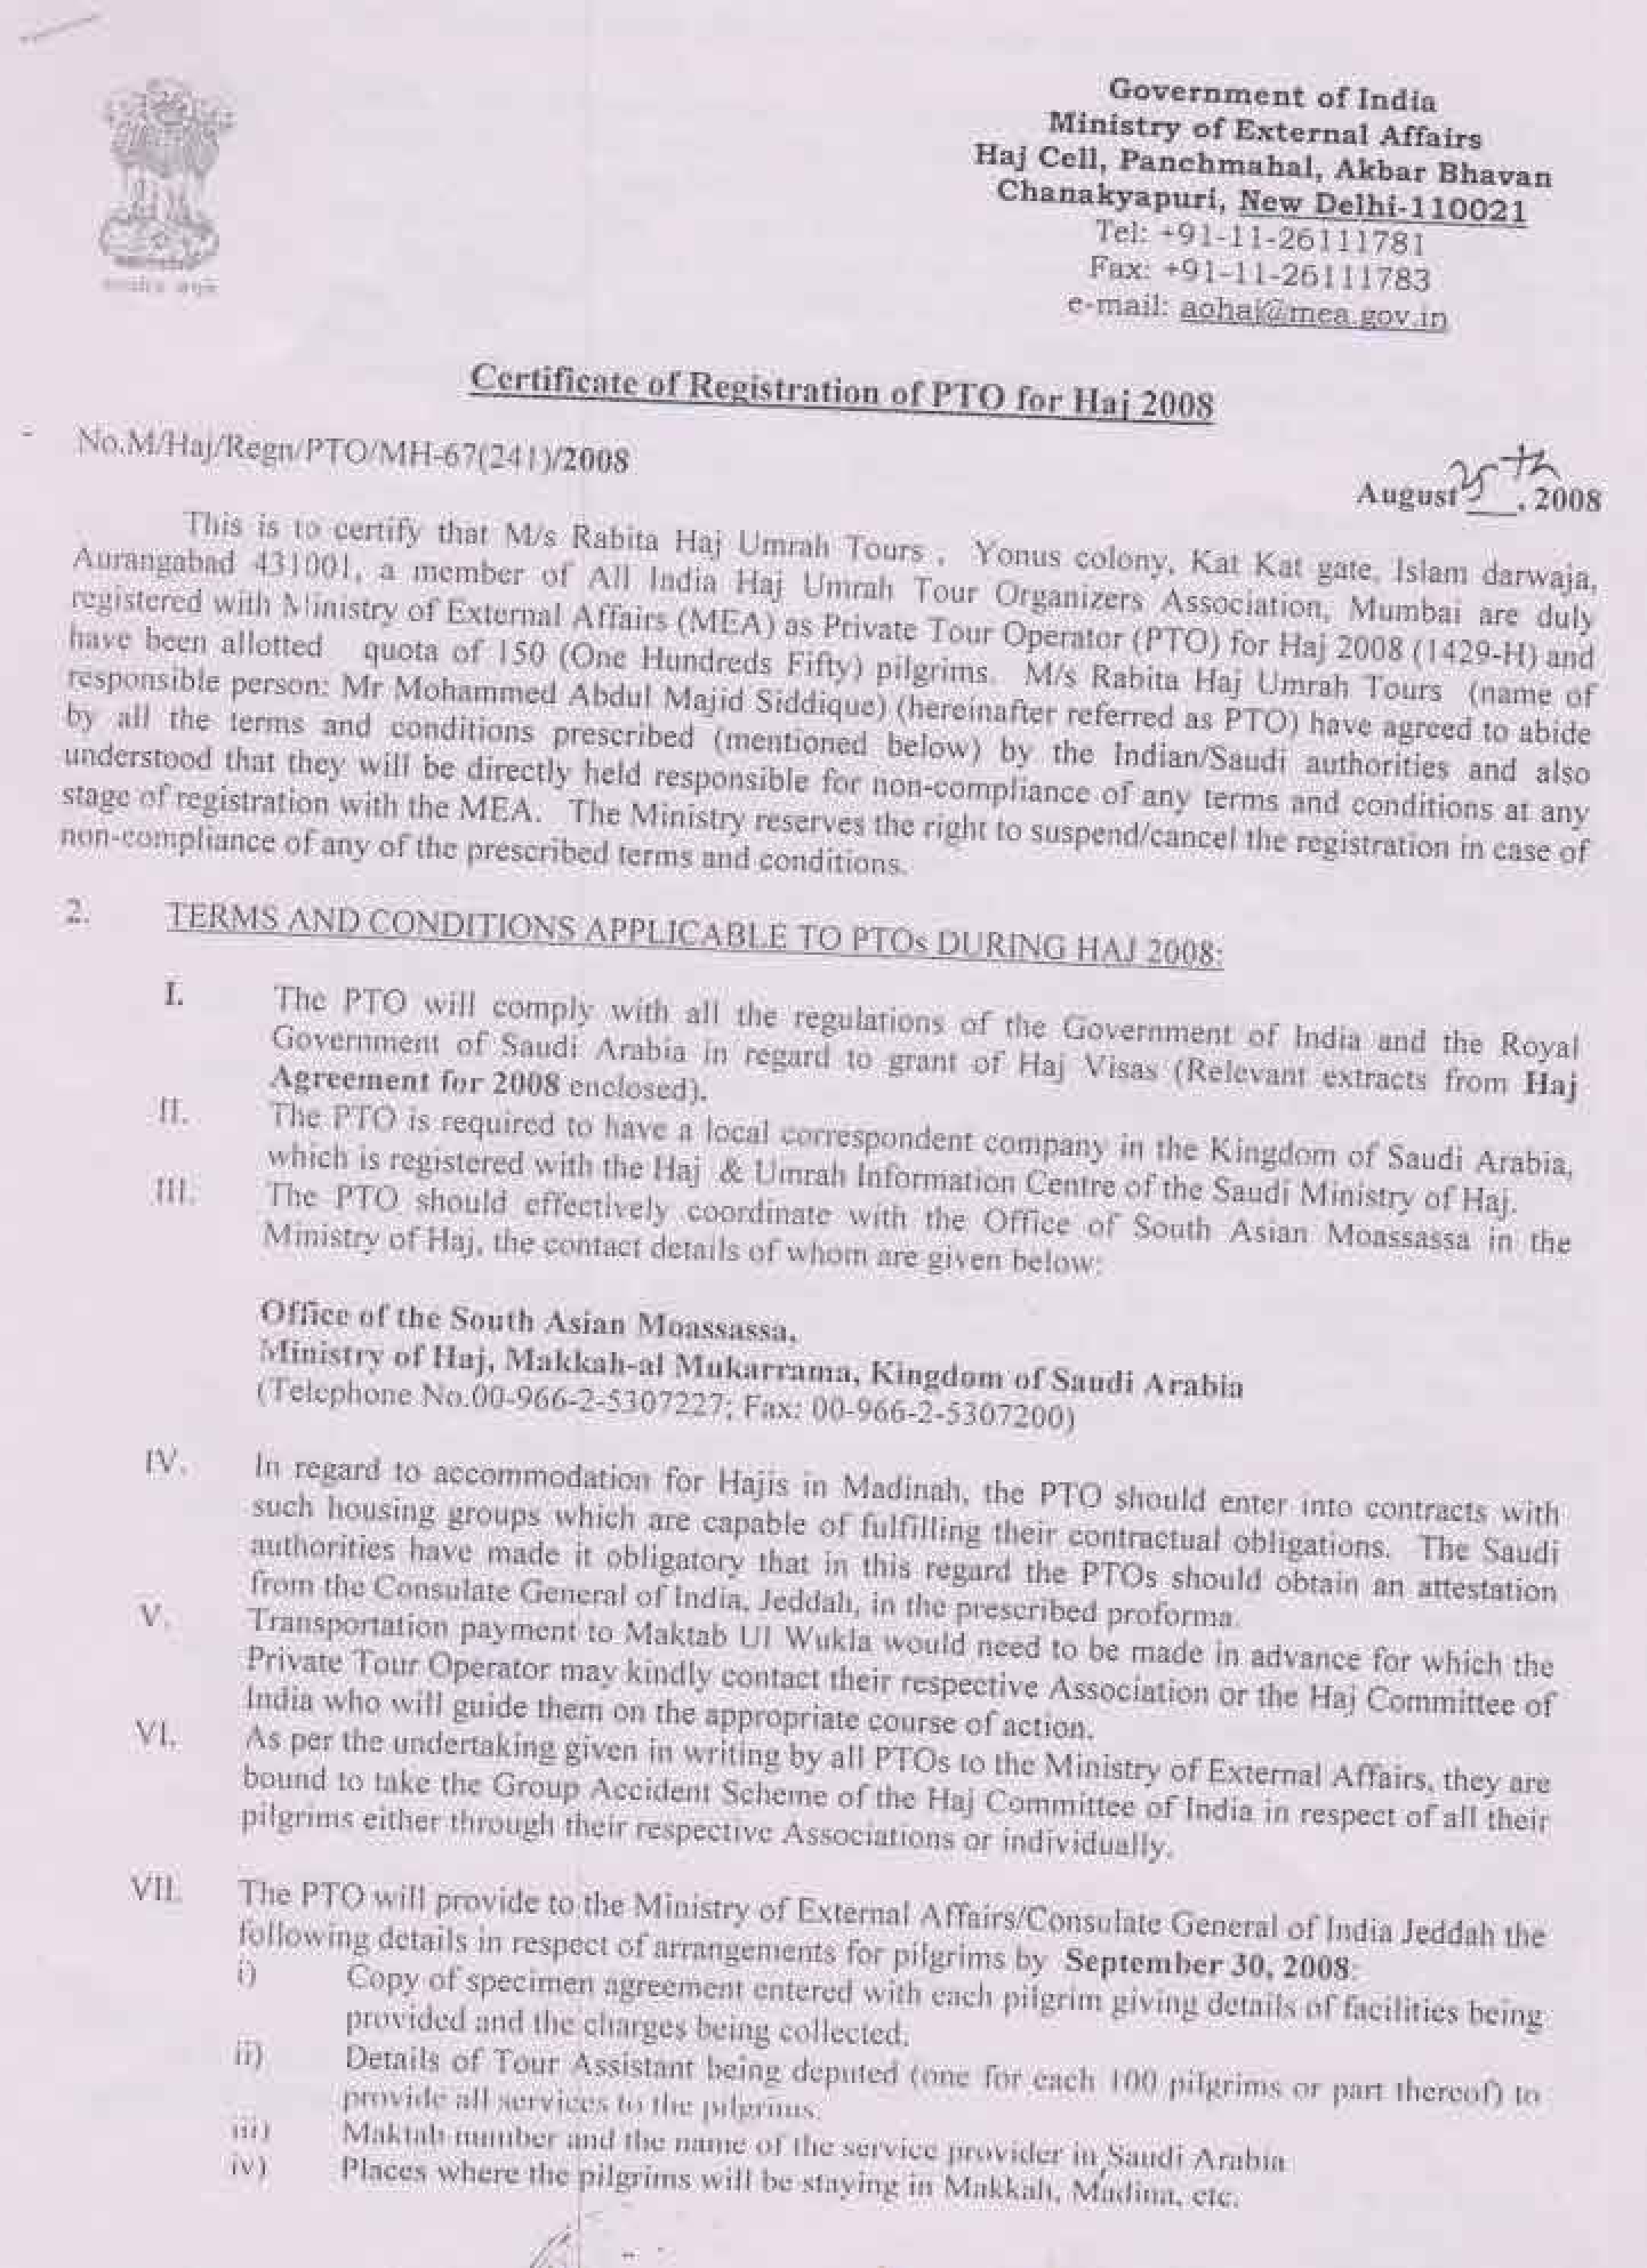 Government of India
Ministry of External Affairs
Haj Cell, Panchmahal, Akbar Bhavan
Chanakyapuri, New Delhi-110021
Tel: +91-11-26111781
Fax: +91-11-26111783
e-mail: aohaj@mea.gov.in
Certificate of Registration of PTO for Haj 2008
No.M/Haj/Regn/PTO/MH-67(241)/2008
August 25th, 2008
This is to certify that M/s Rabita Haj Umrah Tours , Yonus colony, Kat Kat gate, Islam darwaja,
Aurangabad 431001, a member of All India Haj Umrah Tour Organizers Association, Mumbai are duly
registered with Ministry of External Affairs (MEA) as Private Tour Operator (PTO) for Haj 2008 (1429-H) and
have been allotted quota of 150 (One Hundreds Fifty) pilgrims. M/s Rabita Haj Umrah Tours (name of
responsible person: Mr Mohammed Abdul Majid Siddique) (hereinafter referred as PTO) have agreed to abide
by all the terms and conditions prescribed (mentioned below) by the Indian/Saudi authorities and also
understood that they will be directly held responsible for non-compliance of any terms and conditions at any
stage of registration with the MEA. The Ministry reserves the right to suspend/cancel the registration in case of
non-compliance of any of the prescribed terms and conditions.
2. TERMS AND CONDITIONS APPLICABLE TO PTOs DURING HAJ 2008:
I. The PTO will comply with all the regulations of the Government of India and the Royal
Government of Saudi Arabia in regard to grant of Haj Visas (Relevant extracts from Haj
Agreement for 2008 enclosed).
II. The PTO is required to have a local correspondent company in the Kingdom of Saudi Arabia,
which is registered with the Haj & Umrah Information Centre of the Saudi Ministry of Haj.
III. The PTO should effectively coordinate with the Office of South Asian Moassassa in the
Ministry of Haj, the contact details of whom are given below:
Office of the South Asian Moassassa,
Ministry of Haj, Makkah-al Mukarrama, Kingdom of Saudi Arabia
(Telephone No.00-966-2-5307227; Fax: 00-966-2-5307200)
IV. In regard to accommodation for Hajis in Madinah, the PTO should enter into contracts with
such housing groups which are capable of fulfilling their contractual obligations. The Saudi
authorities have made it obligatory that in this regard the PTOs should obtain an attestation
from the Consulate General of India, Jeddah, in the prescribed proforma.
V. Transportation payment to Maktab Ul Wukla would need to be made in advance for which the
Private Tour Operator may kindly contact their respective Association or the Haj Committee of
India who will guide them on the appropriate course of action.
VI. As per the undertaking given in writing by all PTOs to the Ministry of External Affairs, they are
bound to take the Group Accident Scheme of the Haj Committee of India in respect of all their
pilgrims either through their respective Associations or individually.
VII. The PTO will provide to the Ministry of External Affairs/Consulate General of India Jeddah the
following details in respect of arrangements for pilgrims by September 30, 2008:
i) Copy of specimen agreement entered with each pilgrim giving details of facilities being
provided and the charges being collected.
ii) Details of Tour Assistant being deputed (one for each 100 pilgrims or part thereof) to
provide all services to the pilgrims.
iii) Maktab number and the name of the service provider in Saudi Arabia
iv) Places where the pilgrims will be staying in Makkah, Madina, etc.